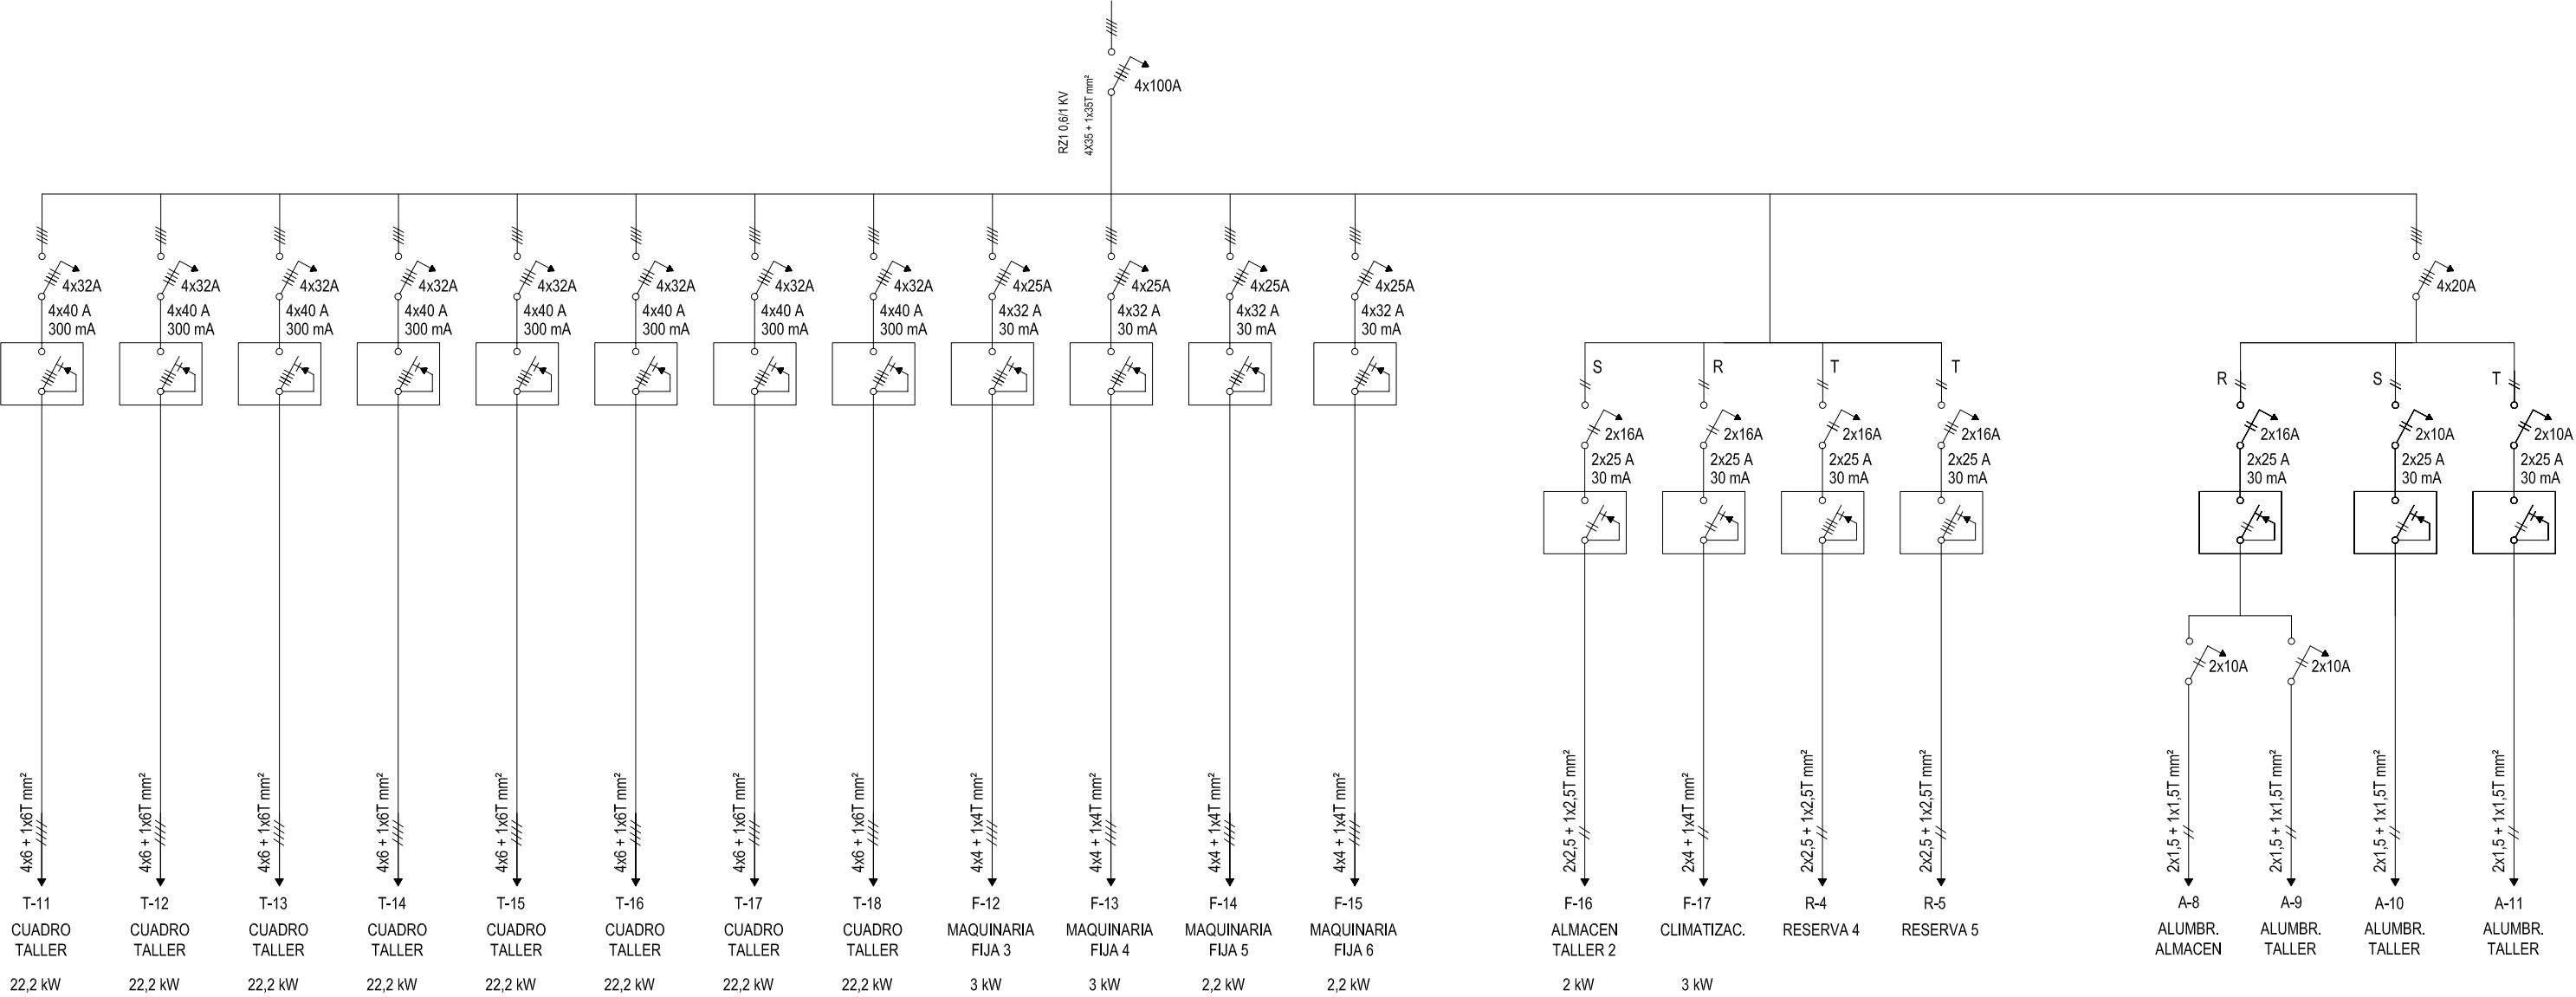 4x100A
RZ1 0,6/1 KV
4X35 + 1x35T mm²
4x32A
4x32A
4x32A
4x32A
4x32A
4x32A
4x32A
4x32A
4x25A
4x25A
4x25A
4x25A
4x20A
4x40 A
300 mA
4x40 A
300 mA
4x40 A
300 mA
4x40 A
300 mA
4x40 A
300 mA
4x40 A
300 mA
4x40 A
300 mA
4x40 A
300 mA
4x32 A
30 mA
4x32 A
30 mA
4x32 A
30 mA
4x32 A
30 mA
S
R
T
T
R
S
T
2x16A
2x16A
2x16A
2x16A
2x16A
2x10A
2x10A
2x25 A
30 mA
2x25 A
30 mA
2x25 A
30 mA
2x25 A
30 mA
2x25 A
30 mA
2x25 A
30 mA
2x25 A
30 mA
2x10A
2x10A
4x6 + 1x6T mm²
4x6 + 1x6T mm²
4x6 + 1x6T mm²
4x6 + 1x6T mm²
4x6 + 1x6T mm²
4x6 + 1x6T mm²
4x6 + 1x6T mm²
4x6 + 1x6T mm²
4x4 + 1x4T mm²
4x4 + 1x4T mm²
4x4 + 1x4T mm²
4x4 + 1x4T mm²
2x2,5 + 1x2,5T mm²
2x4 + 1x4T mm²
2x2,5 + 1x2,5T mm²
2x2,5 + 1x2,5T mm²
2x1,5 + 1x1,5T mm²
2x1,5 + 1x1,5T mm²
2x1,5 + 1x1,5T mm²
2x1,5 + 1x1,5T mm²
T-11
CUADRO
TALLER
22,2 kW
T-12
CUADRO
TALLER
22,2 kW
T-13
CUADRO
TALLER
22,2 kW
T-14
CUADRO
TALLER
22,2 kW
T-15
CUADRO
TALLER
22,2 kW
T-16
CUADRO
TALLER
22,2 kW
T-17
CUADRO
TALLER
22,2 kW
T-18
CUADRO
TALLER
22,2 kW
F-12
MAQUINARIA
FIJA 3
3 kW
F-13
MAQUINARIA
FIJA 4
3 kW
F-14
MAQUINARIA
FIJA 5
2,2 kW
F-15
MAQUINARIA
FIJA 6
2,2 kW
F-16
ALMACEN
TALLER 2
2 kW
F-17
CLIMATIZAC.
3 kW
R-4
RESERVA 4
R-5
RESERVA 5
A-8
ALUMBR.
ALMACEN
A-9
ALUMBR.
TALLER
A-10
ALUMBR.
TALLER
A-11
ALUMBR.
TALLER